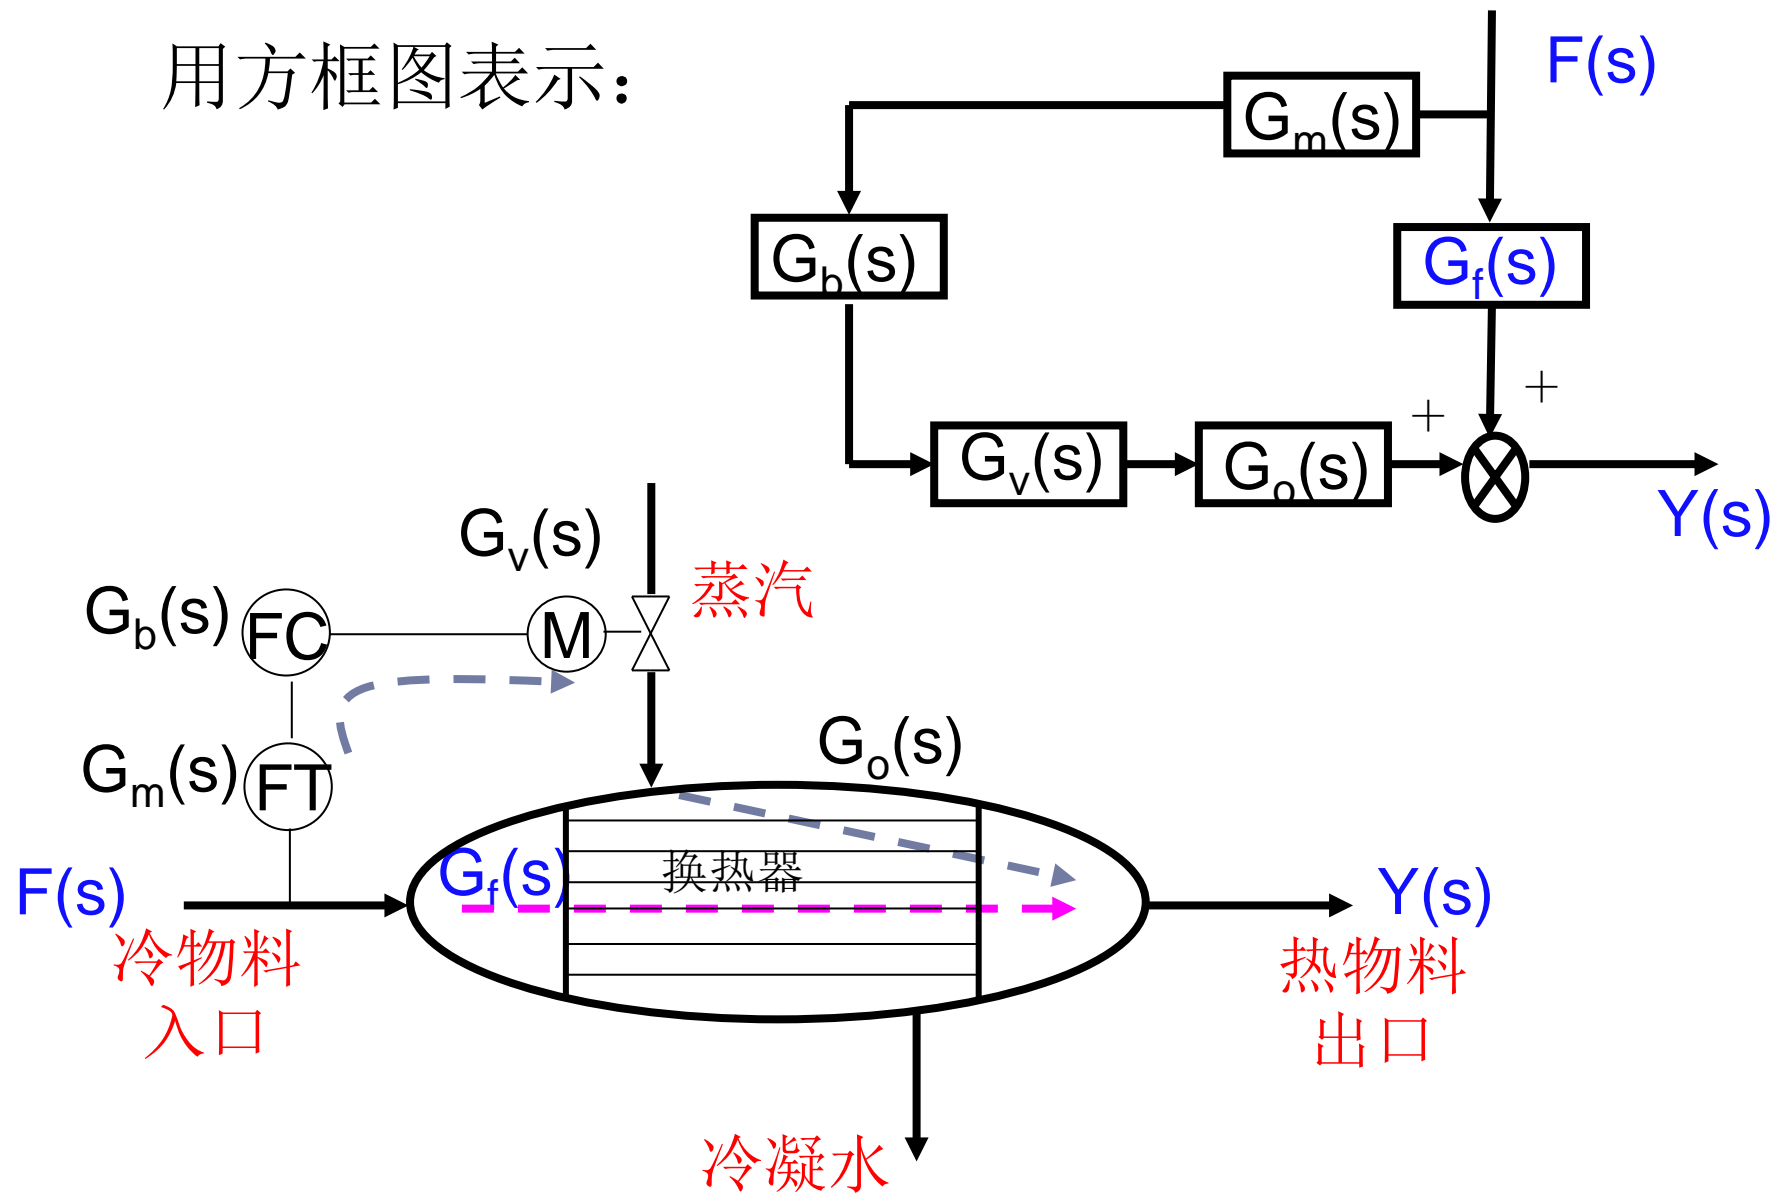 用方框图表示：
F(s)
Gm(s)
Gb(s)
Gf(s)
+
+
Gv(s)
Go(s)
Y(s)
Gv(s)
蒸汽
Gb(s)
FC
M
Go(s)
Gm(s)
FT
F(s)
Gf(s)
换热器
Y(s)
冷物料
入口
热物料
出口
冷凝水